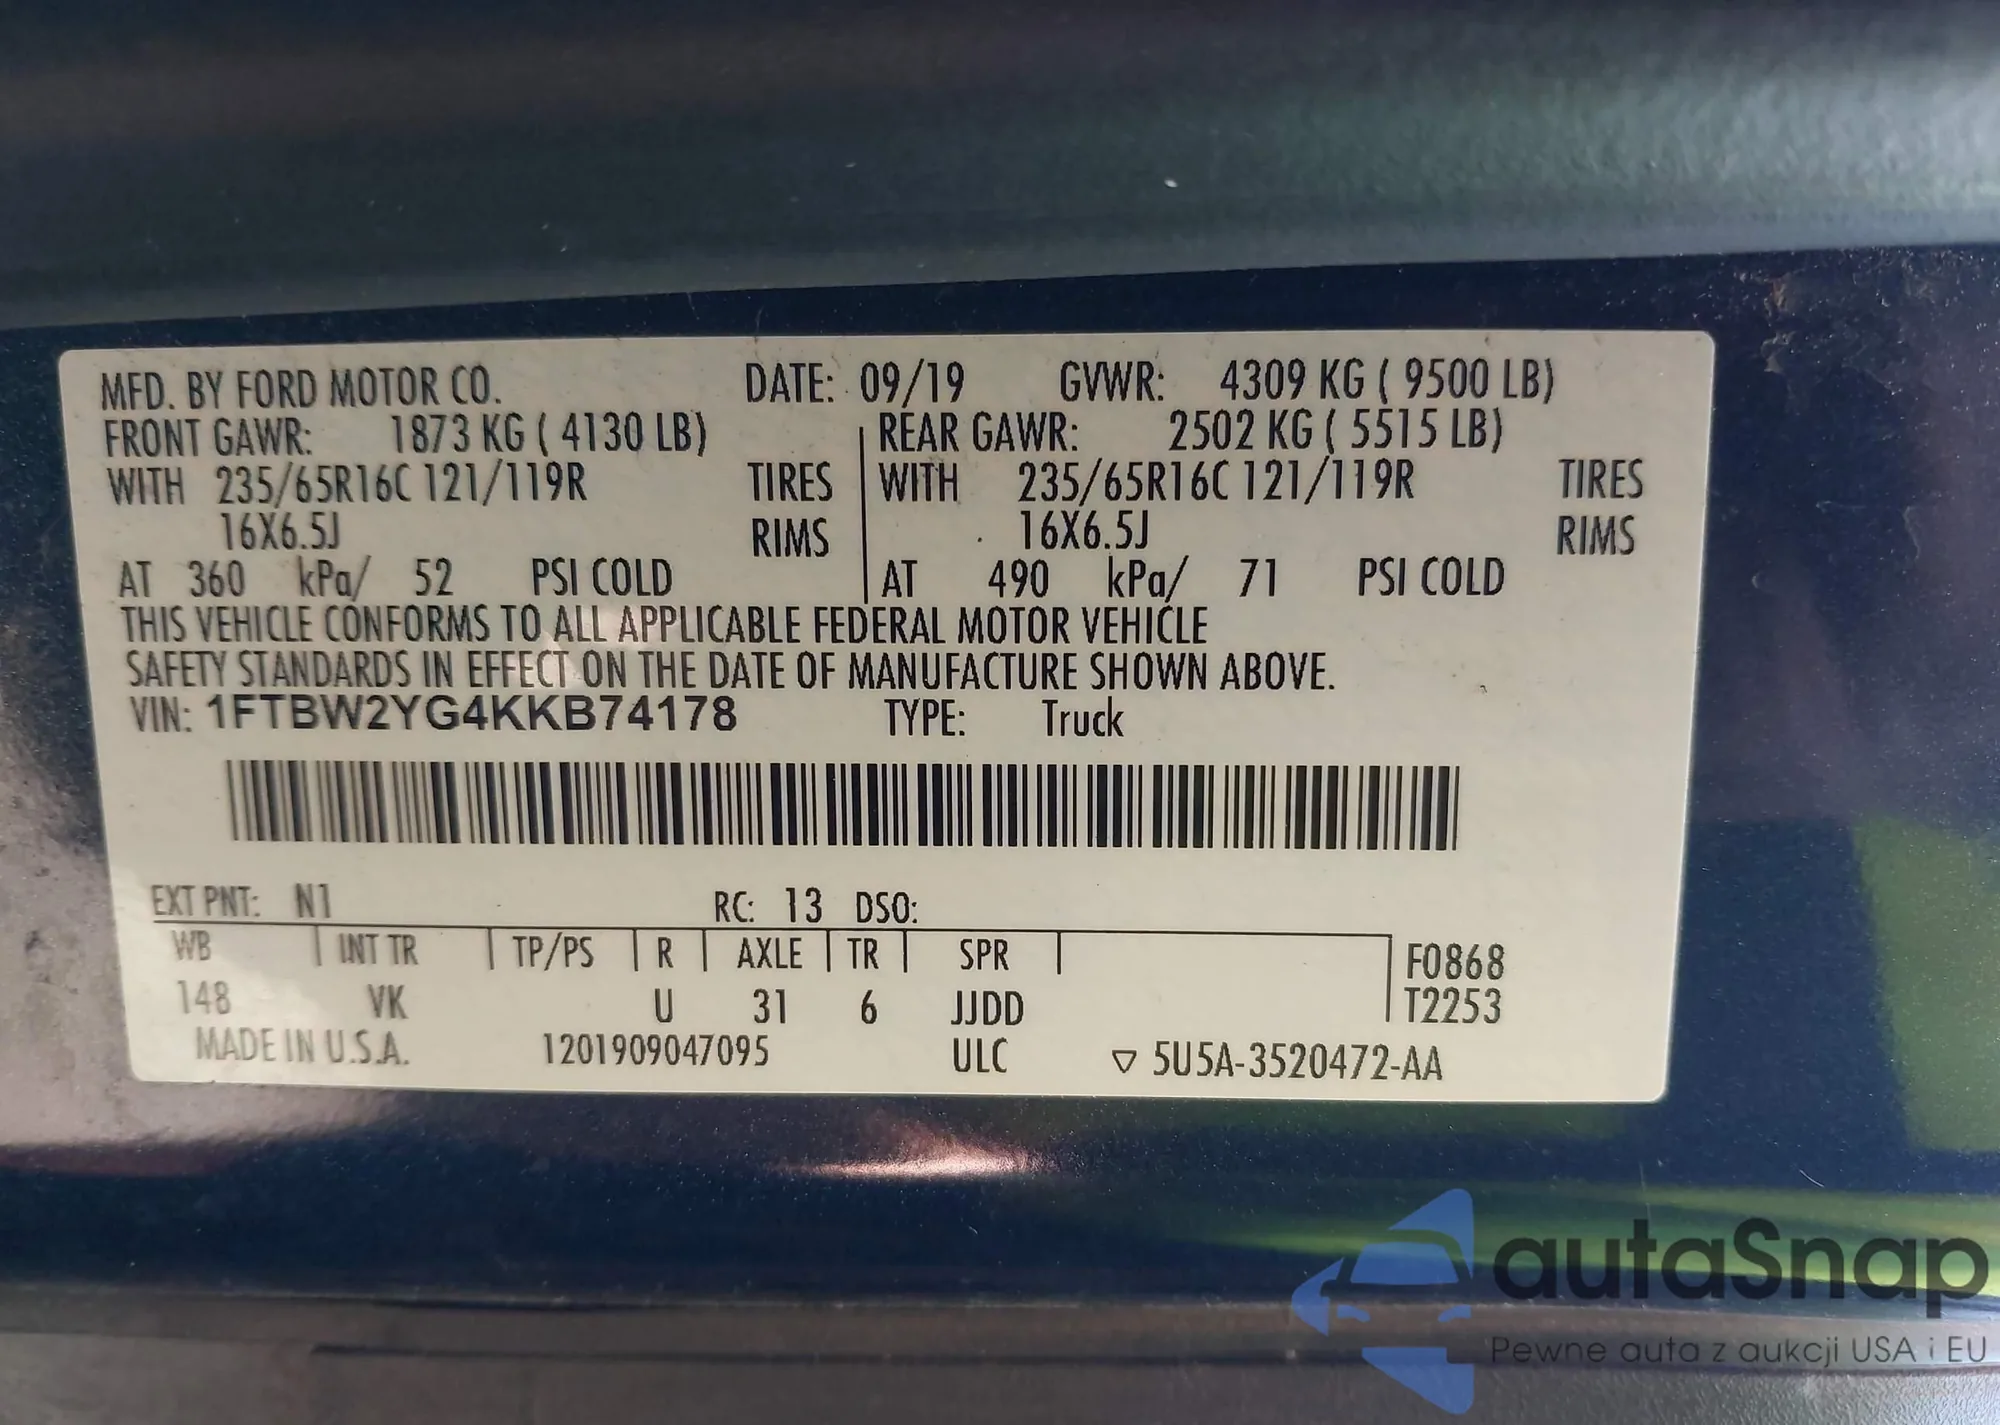 MFD. BY FORD MOTOR CO. DATE: 09/19 GVWR: 4309 KG ( 9500 LB)
FRONT GAWR: 1873 KG ( 4130 LB) REAR GAWR: 2502 KG ( 5515 LB)
WITH 235/65R16C 121/119R TIRES WITH 235/65R16C 121/119R TIRES
16X6.5J RIMS 16X6.5J RIMS
AT 360 kPa/ 52 PSI COLD AT 490 kPa/ 71 PSI COLD
THIS VEHICLE CONFORMS TO ALL APPLICABLE FEDERAL MOTOR VEHICLE
SAFETY STANDARDS IN EFFECT ON THE DATE OF MANUFACTURE SHOWN ABOVE.
VIN: 1FTBW2YG4KKB74178 TYPE: Truck
EXT PNT: N1 RC: 13 DSO:
WB INT TR TP/PS R AXLE TR SPR F0868
148 VK U 31 6 JJDD T2253
MADE IN U.S.A. 1201909047095 ULC ▽ 5U5A-3520472-AA
autaSnap
Pewne auta z aukcji USA i EU